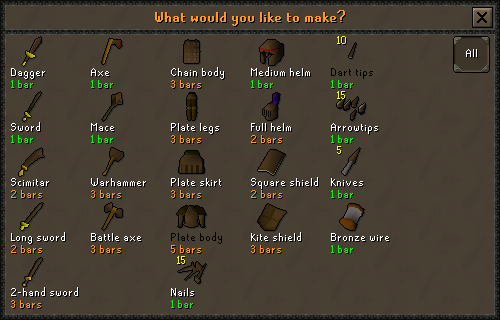 What would you like to make?
10
All
Dagger Axe Chain body Medium helm Dart tips
1 bar 1 bar 3 bars 1 bar 1 bar
15
Sword Mace Plate legs Full helm Arrowtips
1 bar 1 bar 3 bars 2 bars 1 bar
5
Scimitar Warhammer Plate skirt Square shield Knives
2 bars 3 bars 3 bars 2 bars 1 bar
Long sword Battle axe Plate body Kite shield Bronze wire
2 bars 3 bars 5 bars 3 bars 1 bar
15
2-hand sword Nails
3 bars 1 bar